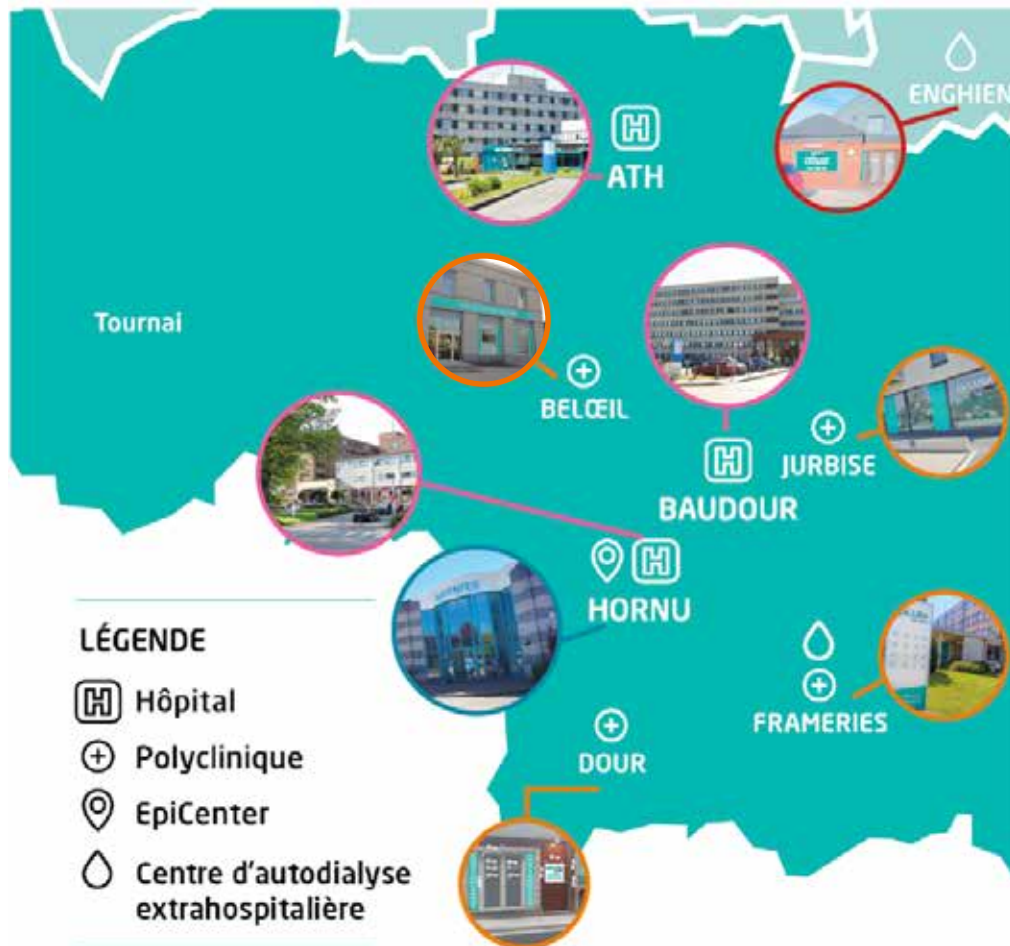 ENGHIEN
ATH
Tournai
BELŒIL
JURBISE
BAUDOUR
HORNU
FRAMERIES
DOUR
LÉGENDE
Hôpital
Polyclinique
EpiCenter
Centre d'autodialyse
extrahospitalière